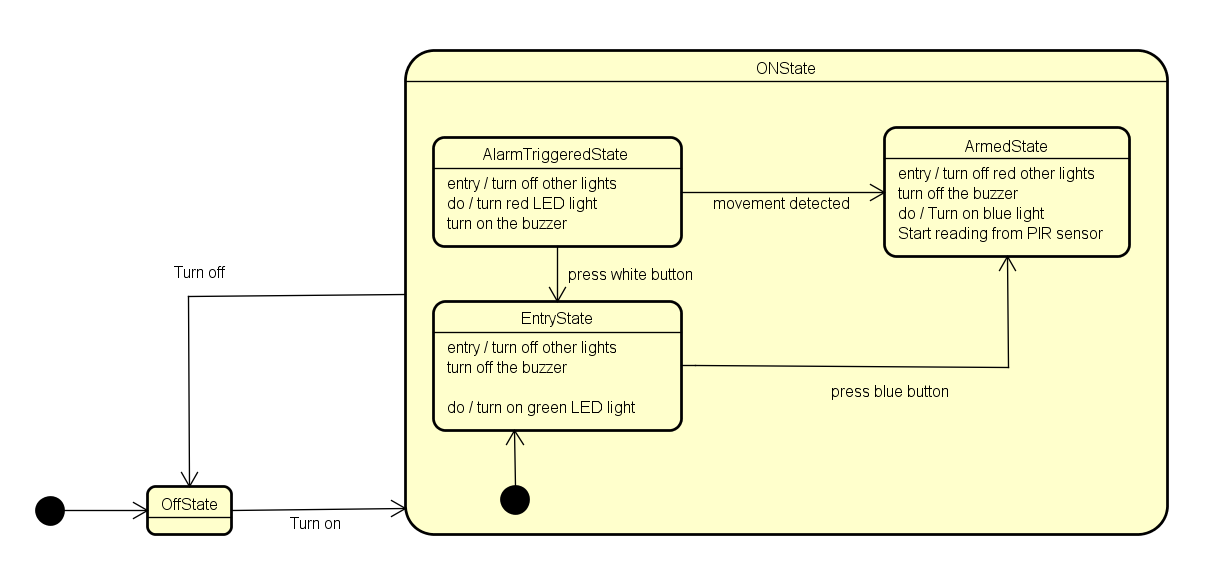 ONState
AlarmTriggeredState
entry / turn off other lights
do / turn red LED light
turn on the buzzer
movement detected
ArmedState
entry / turn off red other lights
turn off the buzzer
do / Turn on blue light
Start reading from PIR sensor
Turn off
press white button
EntryState
entry / turn off other lights
turn off the buzzer
do / turn on green LED light
press blue button
OffState
Turn on